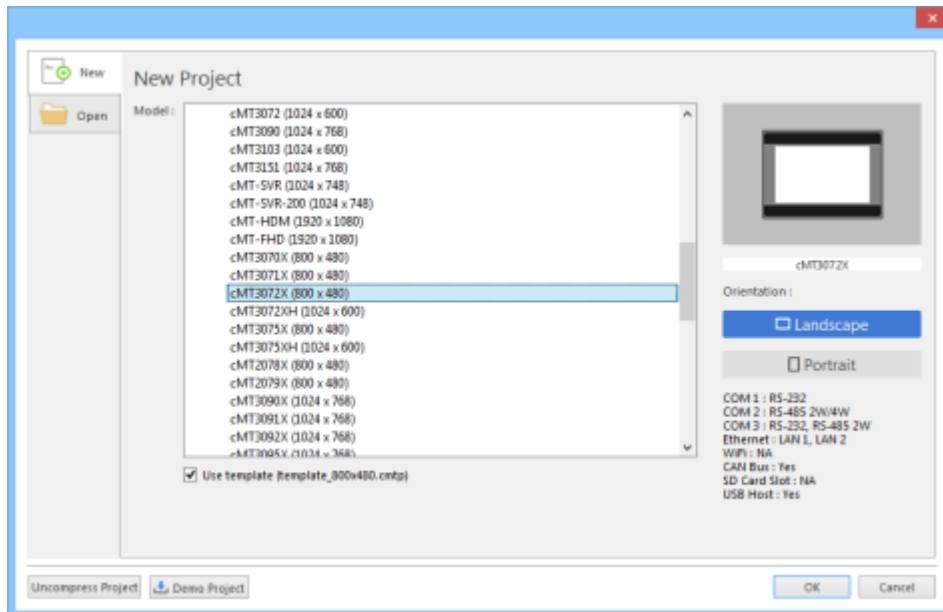 New
New Project
Open
Model :
cMT3072 (1024 x 600)
cMT3090 (1024 x 768)
cMT3103 (1024 x 600)
cMT3151 (1024 x 768)
cMT-SVR (1024 x 748)
cMT-SVR-200 (1024 x 748)
cMT-HDM (1920 x 1080)
cMT-FHD (1920 x 1080)
cMT3070X (800 x 480)
cMT3071X (800 x 480)
cMT3072X (800 x 480)
cMT3072XH (1024 x 600)
cMT3075X (800 x 480)
cMT3075XH (1024 x 600)
cMT2078X (800 x 480)
cMT2079X (800 x 480)
cMT3090X (1024 x 768)
cMT3091X (1024 x 768)
cMT3092X (1024 x 768)
cMT3095X (1024 x 768)
Use template (template_800x480.cmtp)
cMT3072X
Orientation :
Landscape
Portrait
COM 1 : RS-232
COM 2 : RS-485 2W/4W
COM 3 : RS-232, RS-485 2W
Ethernet : LAN 1, LAN 2
WiFi : NA
CAN Bus : Yes
SD Card Slot : NA
USB Host : Yes
Uncompress Project
Demo Project
OK
Cancel